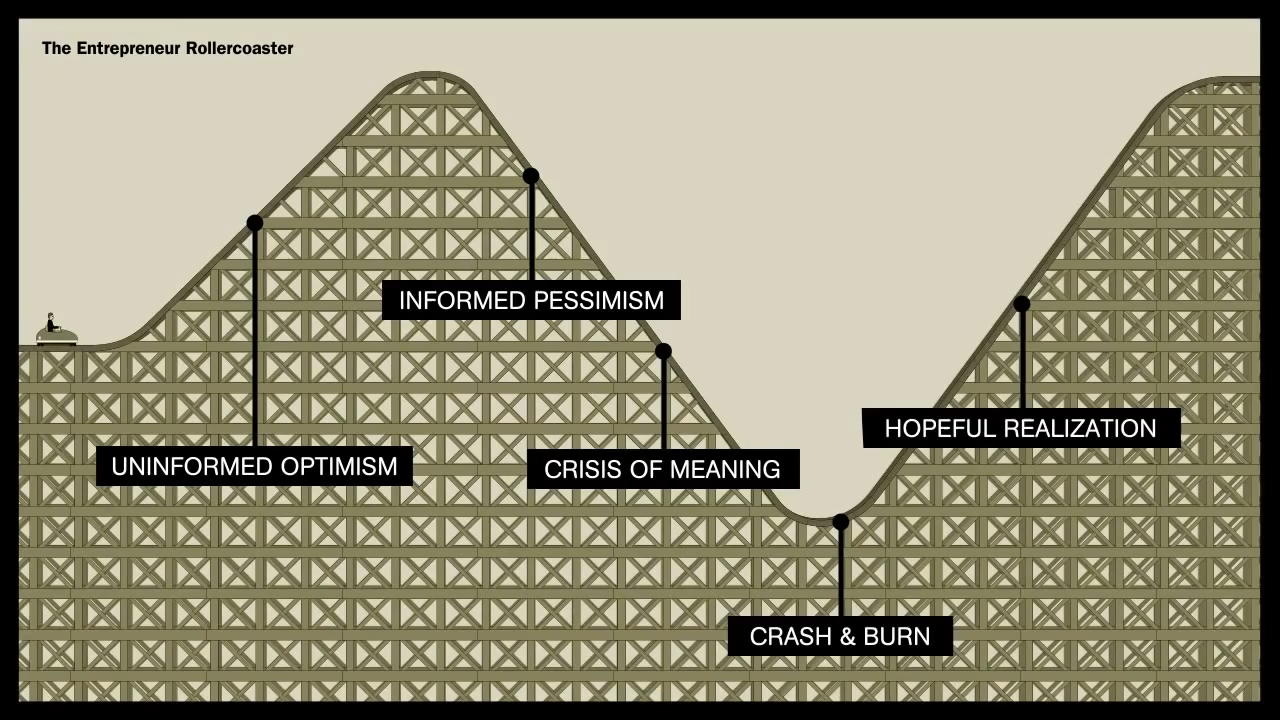 The Entrepreneur Rollercoaster
INFORMED PESSIMISM
UNINFORMED OPTIMISM
CRISIS OF MEANING
HOPEFUL REALIZATION
CRASH & BURN